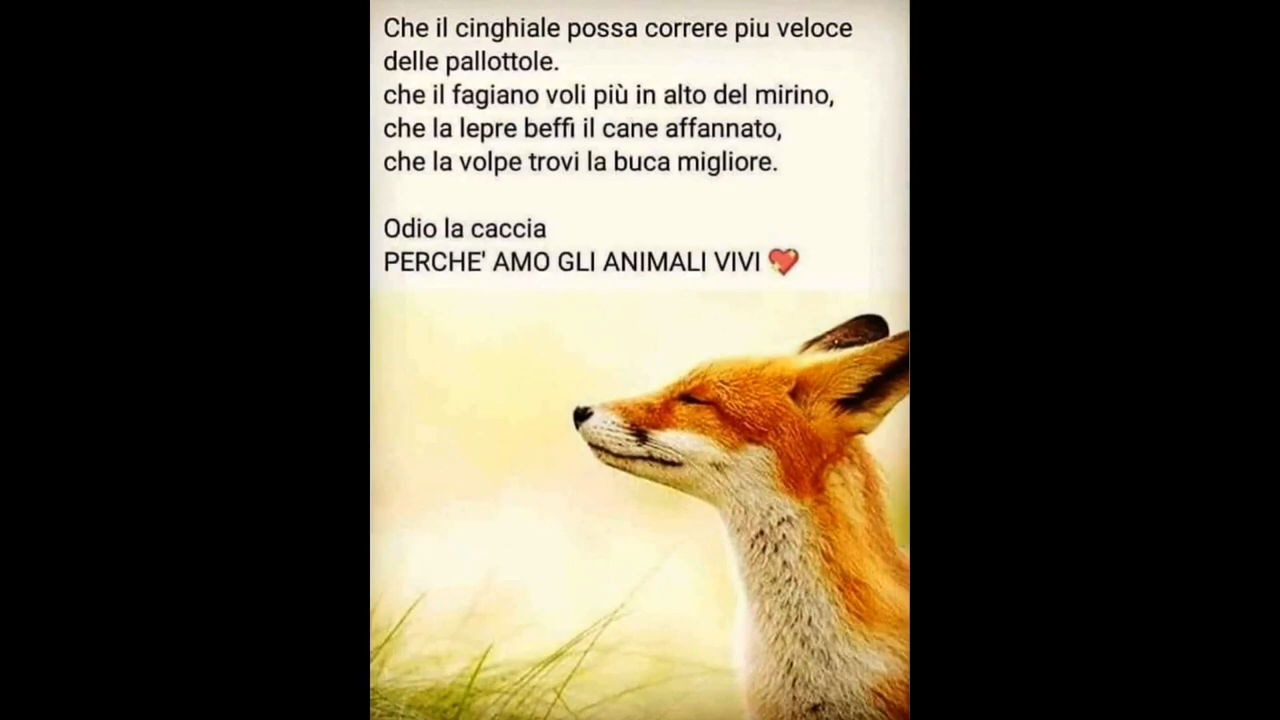 Che il cinghiale possa correre piu veloce
delle pallottole.
che il fagiano voli più in alto del mirino,
che la lepre beffi il cane affannato,
che la volpe trovi la buca migliore.
Odio la caccia
PERCHE' AMO GLI ANIMALI VIVI 💖